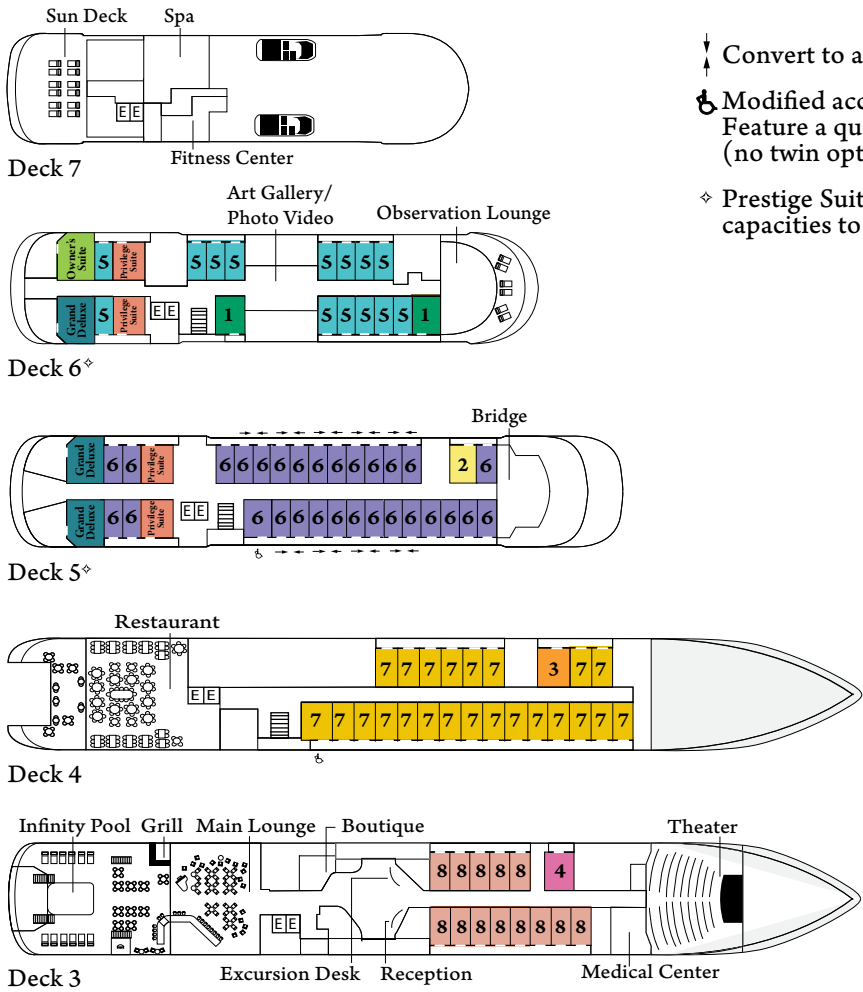 Sun Deck Spa
E E
Fitness Center
Deck 7
Convert to a
Modified acc
Feature a qu
(no twin opt
Prestige Suit
capacities to
Art Gallery/
Photo Video
Observation Lounge
Owner's
Suite
5
Privilege
Suite
5 5 5
5 5 5 5
Grand
Deluxe
5
Privilege
Suite
E E
1
5 5 5 5 5 1
Deck 6✧
Bridge
Grand
Deluxe
6 6
Privilege
Suite
6 6 6 6 6 6 6 6 6 6 6
2 6
Grand
Deluxe
6 6
Privilege
Suite
E E
6 6 6 6 6 6 6 6 6 6 6 6 6
Deck 5✧
Restaurant
7 7 7 7 7 7
3 7 7
E E
7 7 7 7 7 7 7 7 7 7 7 7 7 7 7
Deck 4
Infinity Pool Grill Main Lounge Boutique Theater
8 8 8 8 8
4
E E
8 8 8 8 8 8 8 8
Excursion Desk Reception Medical Center
Deck 3